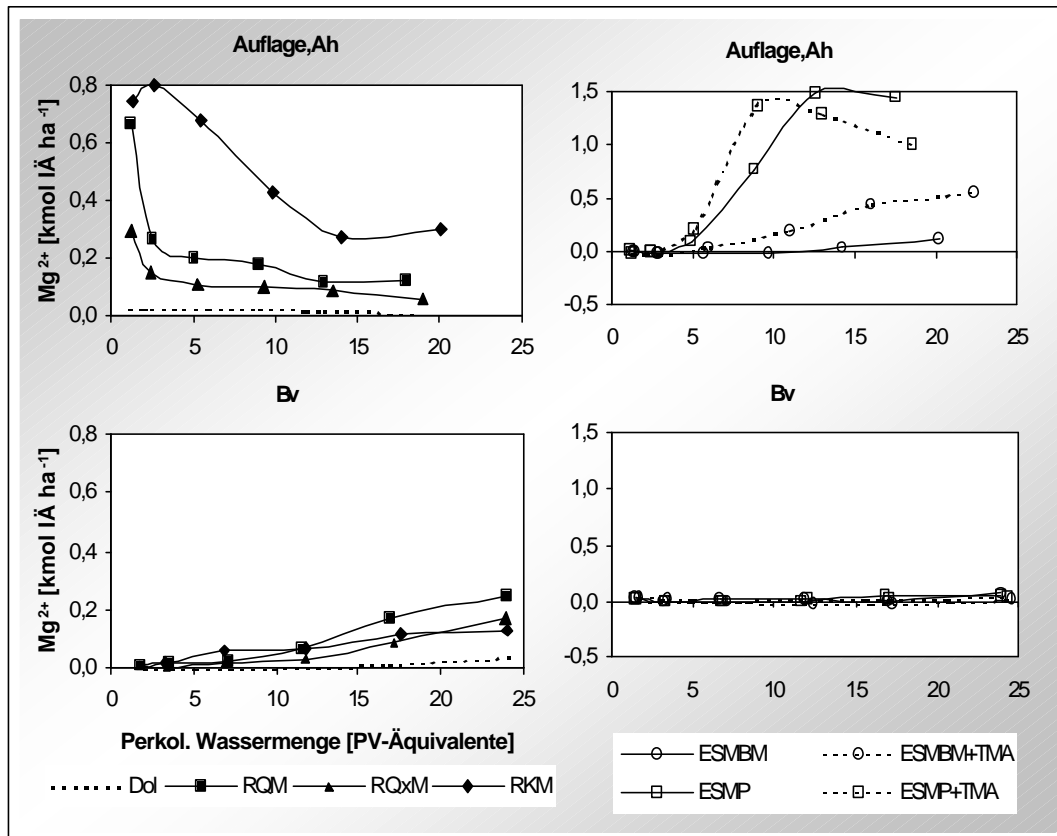 Auflage,Ah
Auflage,Ah
Mg²⁺ [kmol IÄ ha⁻¹]
0,8
0,6
0,4
0,2
0,0
0 5 10 15 20 25
1,5
1,0
0,5
0,0
-0,5
0 5 10 15 20 25
Bv
Bv
Mg²⁺ [kmol IÄ ha⁻¹]
0,8
0,6
0,4
0,2
0,0
0 5 10 15 20 25
1,5
1,0
0,5
0,0
-0,5
0 5 10 15 20 25
Perkol. Wassermenge [PV-Äquivalente]
Dol RQM RQxM RKM
ESMBM ESMBM+TMA
ESMP ESMP+TMA